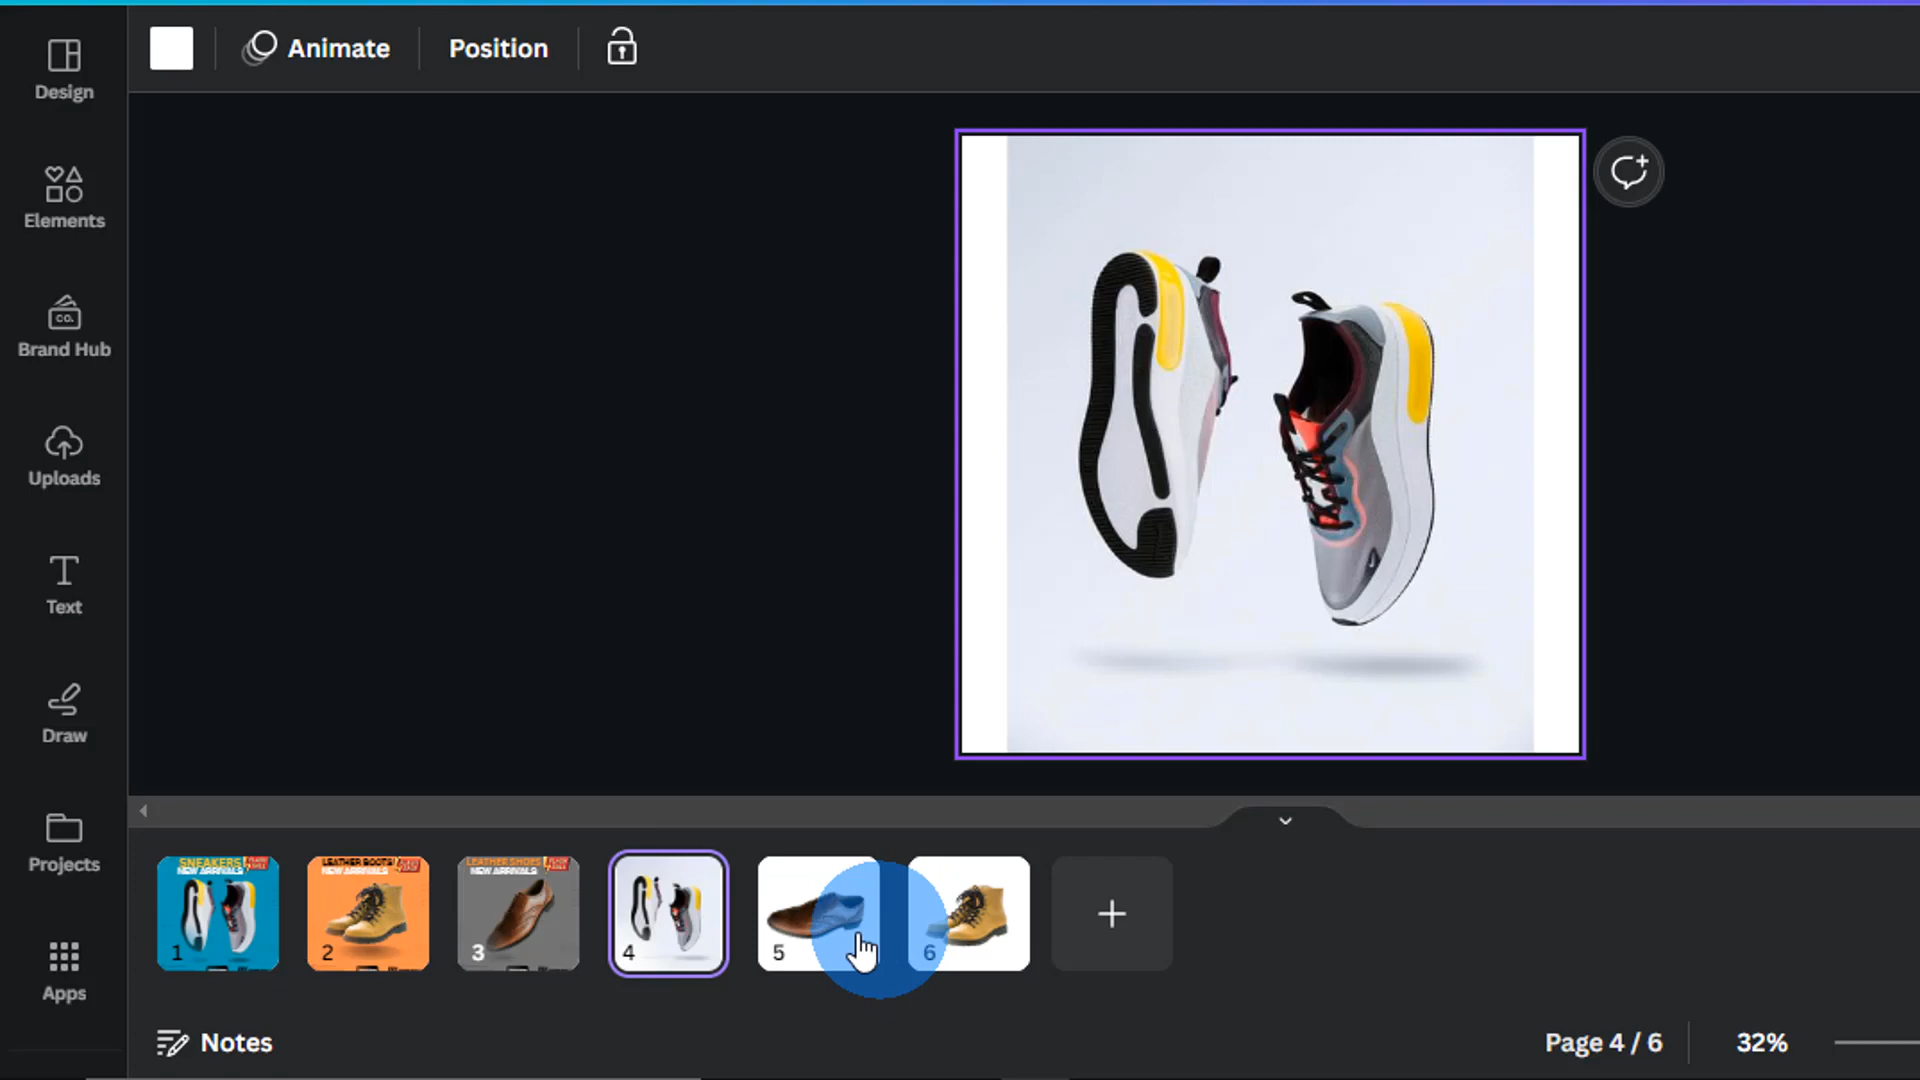 Animate
Position
Design
Elements
CO.
Brand Hub
Uploads
T
Text
Draw
Projects
Apps
SNEAKERS
NEW ARRIVALS
1
LEATHER BOOTS
NEW ARRIVALS
2
LEATHER SHOES
NEW ARRIVALS
3
4
5
6
Notes
Page 4 / 6
32%